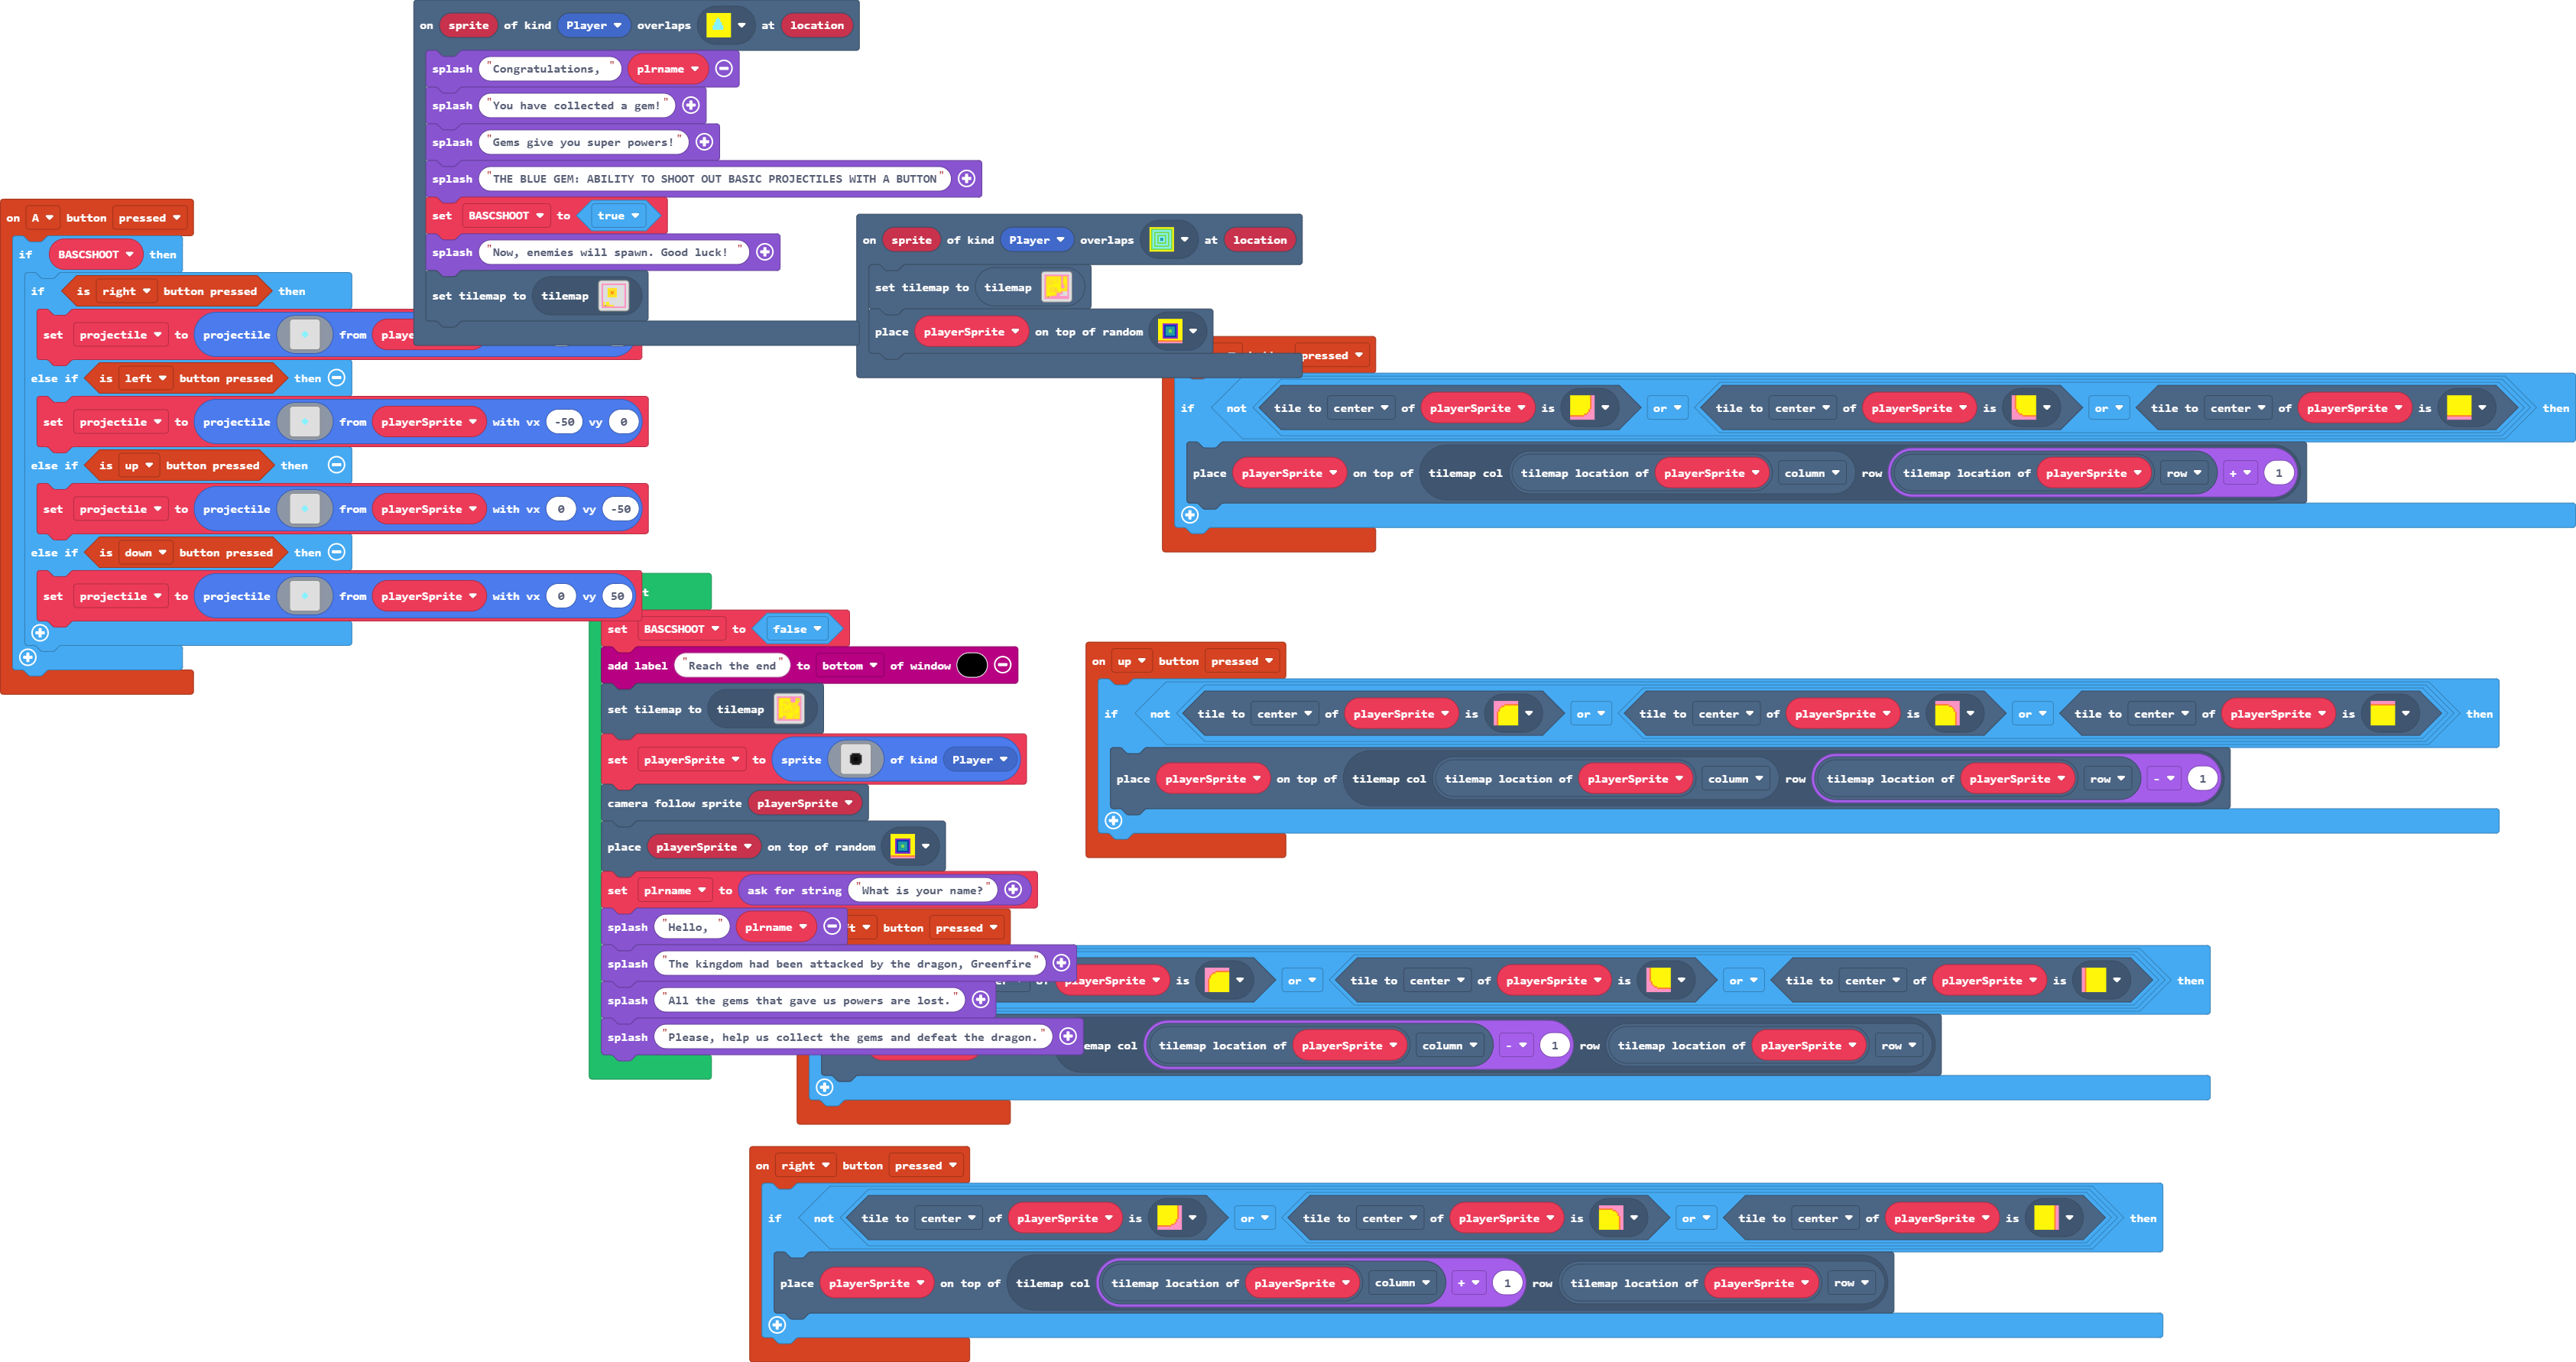 on sprite of kind Player overlaps at location
splash "Congratulations, " plrname
splash "You have collected a gem!"
splash "Gems give you super powers!"
splash "THE BLUE GEM: ABILITY TO SHOOT OUT BASIC PROJECTILES WITH A BUTTON"
set BASCSHOOT to true
splash "Now, enemies will spawn. Good luck! "
set tilemap to tilemap
on A button pressed
if BASCSHOOT then
if is right button pressed then
set projectile to projectile from
else if is left button pressed then
set projectile to projectile from playerSprite with vx -50 vy 0
else if is up button pressed then
set projectile to projectile from playerSprite with vx 0 vy -50
else if is down button pressed then
set projectile to projectile from playerSprite with vx 0 vy 50
on sprite of kind Player overlaps at location
set tilemap to tilemap
place playerSprite on top of random
pressed
if not tile to center of playerSprite is or tile to center of playerSprite is or tile to center of playerSprite is then
place playerSprite on top of tilemap col tilemap location of playerSprite column row tilemap location of playerSprite row + 1
set BASCSHOOT to false
add label "Reach the end" to bottom of window
set tilemap to tilemap
set playerSprite to sprite of kind Player
camera follow sprite playerSprite
place playerSprite on top of random
set plrname to ask for string "What is your name?"
splash "Hello, " plrname
splash "The kingdom had been attacked by the dragon, Greenfire"
splash "All the gems that gave us powers are lost."
splash "Please, help us collect the gems and defeat the dragon. "
on up button pressed
if not tile to center of playerSprite is or tile to center of playerSprite is or tile to center of playerSprite is then
place playerSprite on top of tilemap col tilemap location of playerSprite column row tilemap location of playerSprite row - 1
button pressed
playerSprite is or tile to center of playerSprite is or tile to center of playerSprite is then
col tilemap location of playerSprite column - 1 row tilemap location of playerSprite row
on right button pressed
if not tile to center of playerSprite is or tile to center of playerSprite is or tile to center of playerSprite is then
place playerSprite on top of tilemap col tilemap location of playerSprite column + 1 row tilemap location of playerSprite row